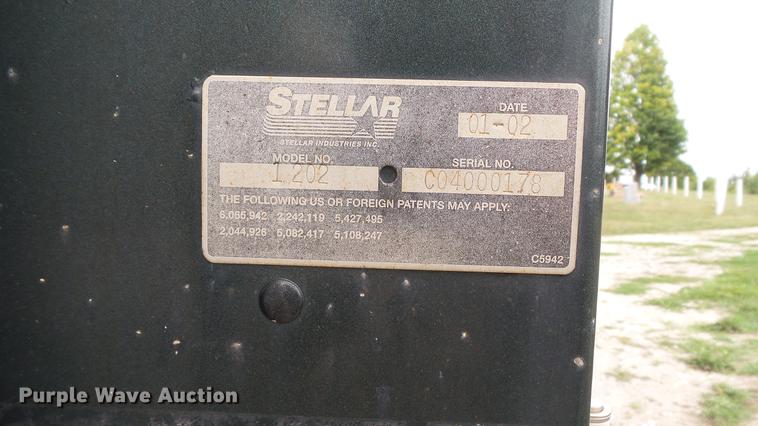 STELLAR
STELLAR INDUSTRIES INC.
DATE
01-02
MODEL NO.
1202
SERIAL NO.
C04000178
THE FOLLOWING US OR FOREIGN PATENTS MAY APPLY:
6,065,942 2,242,119 5,427,495
2,044,926 5,082,417 5,108,247
C5942
Purple Wave Auction